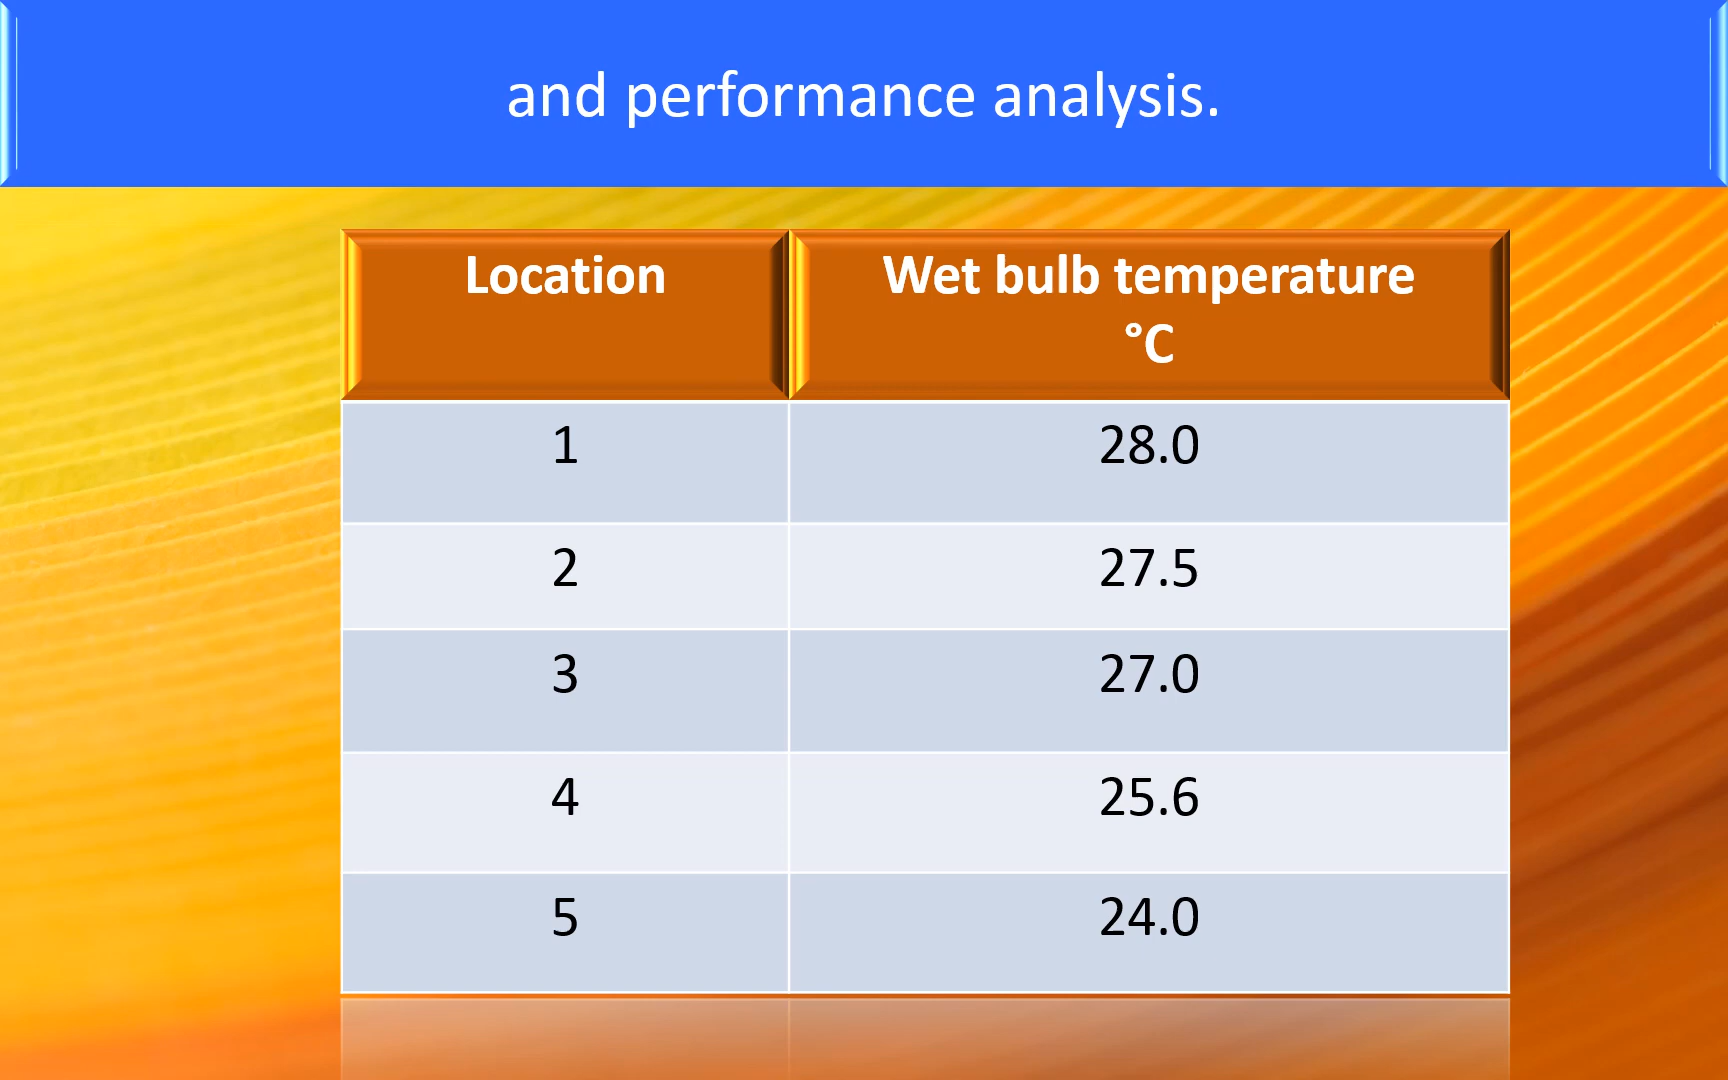 and performance analysis.
Location
Wet bulb temperature
°C
1
28.0
2
27.5
3
27.0
4
25.6
5
24.0